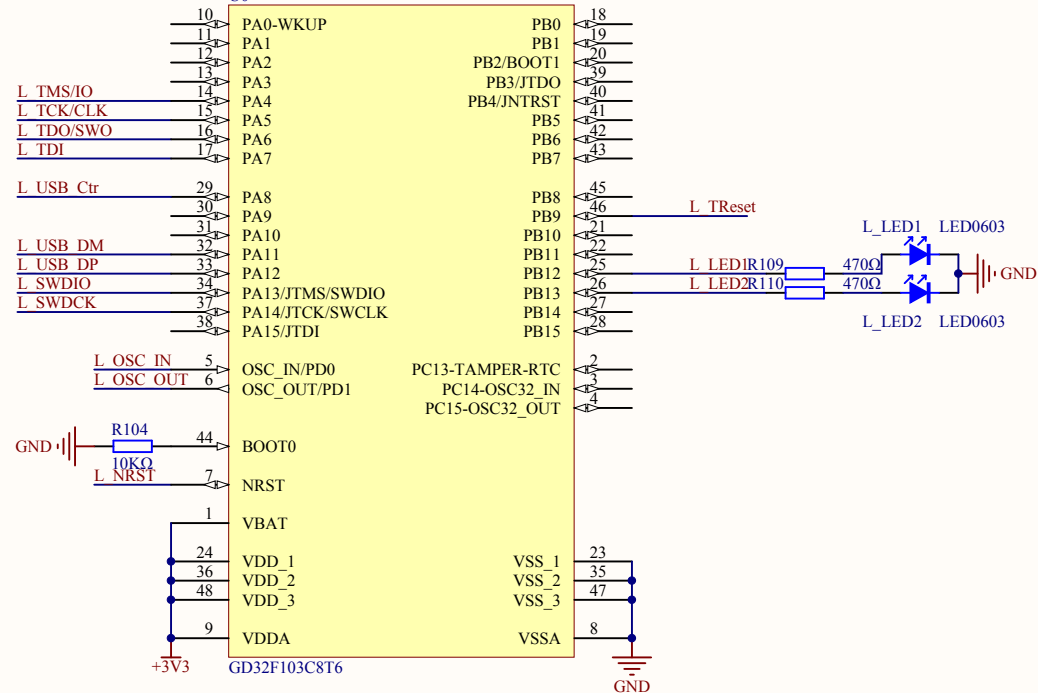 10 PA0-WKUP PB0 18
11 PA1 PB1 19
12 PA2 PB2/BOOT1 20
13 PA3 PB3/JTDO 39
L_TMS/IO 14 PA4 PB4/JNTRST 40
L_TCK/CLK 15 PA5 PB5 41
L_TDO/SWO 16 PA6 PB6 42
L_TDI 17 PA7 PB7 43
L_USB_Ctr 29 PA8 PB8 45
30 PA9 PB9 46 L_TReset
31 PA10 PB10 21
L_LED1 LED0603
L_USB_DM 32 PA11 PB11 22
L_USB_DP 33 PA12 PB12 25 L_LED1 R109 470Ω GND
L_SWDIO 34 PA13/JTMS/SWDIO PB13 26 L_LED2 R110 470Ω
L_SWDCK 37 PA14/JTCK/SWCLK PB14 27
L_LED2 LED0603
38 PA15/JTDI PB15 28
L_OSC_IN 5 OSC_IN/PD0 PC13-TAMPER-RTC 2
L_OSC_OUT 6 OSC_OUT/PD1 PC14-OSC32_IN 3
PC15-OSC32_OUT 4
R104
GND 44 BOOT0
10KΩ
L_NRST 7 NRST
1 VBAT
24 VDD_1 VSS_1 23
36 VDD_2 VSS_2 35
48 VDD_3 VSS_3 47
9 VDDA VSSA 8
+3V3 GD32F103C8T6
GND